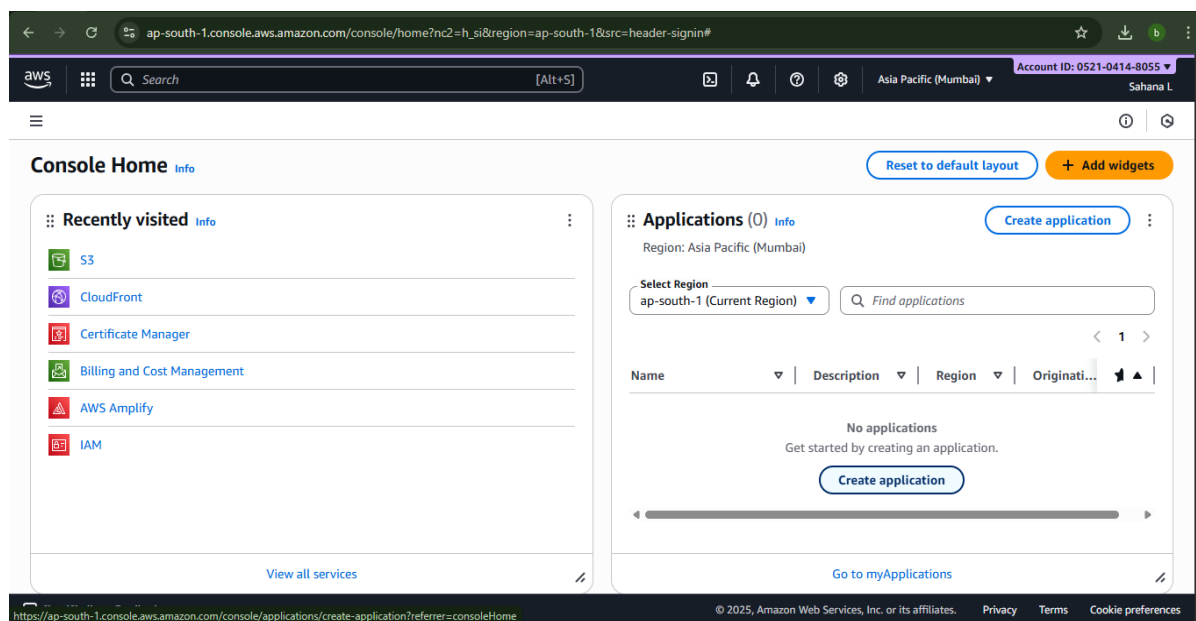 ap-south-1.console.aws.amazon.com/console/home?nc2=h_si&region=ap-south-1&src=header-signin#
b
aws
Search [Alt+S]
Asia Pacific (Mumbai) ▼
Account ID: 0521-0414-8055 ▼
Sahana L
Console Home Info
Reset to default layout
+ Add widgets
Recently visited Info
S3
CloudFront
Certificate Manager
Billing and Cost Management
AWS Amplify
IAM
View all services
Applications (0) Info
Create application
Region: Asia Pacific (Mumbai)
Select Region
ap-south-1 (Current Region) ▼
Find applications
1
Name Description Region Originati...
No applications
Get started by creating an application.
Create application
Go to myApplications
© 2025, Amazon Web Services, Inc. or its affiliates. Privacy Terms Cookie preferences
https://ap-south-1.console.aws.amazon.com/console/applications/create-application?referrer=consoleHome